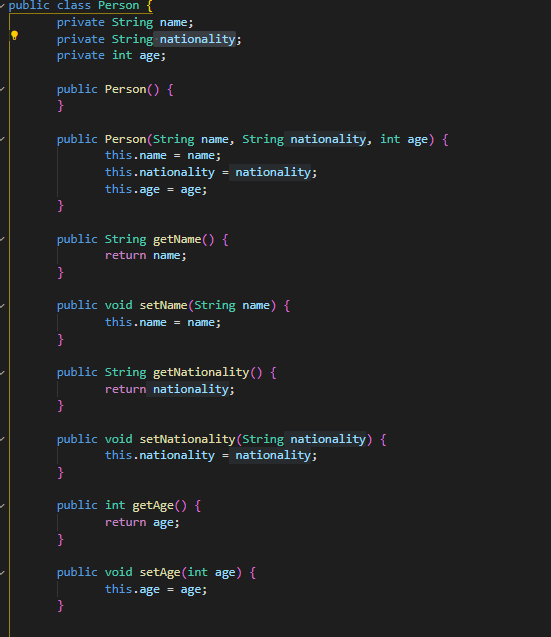 public class Person {
private String name;
private String nationality;
private int age;
public Person() {
}
public Person(String name, String nationality, int age) {
this.name = name;
this.nationality = nationality;
this.age = age;
}
public String getName() {
return name;
}
public void setName(String name) {
this.name = name;
}
public String getNationality() {
return nationality;
}
public void setNationality(String nationality) {
this.nationality = nationality;
}
public int getAge() {
return age;
}
public void setAge(int age) {
this.age = age;
}